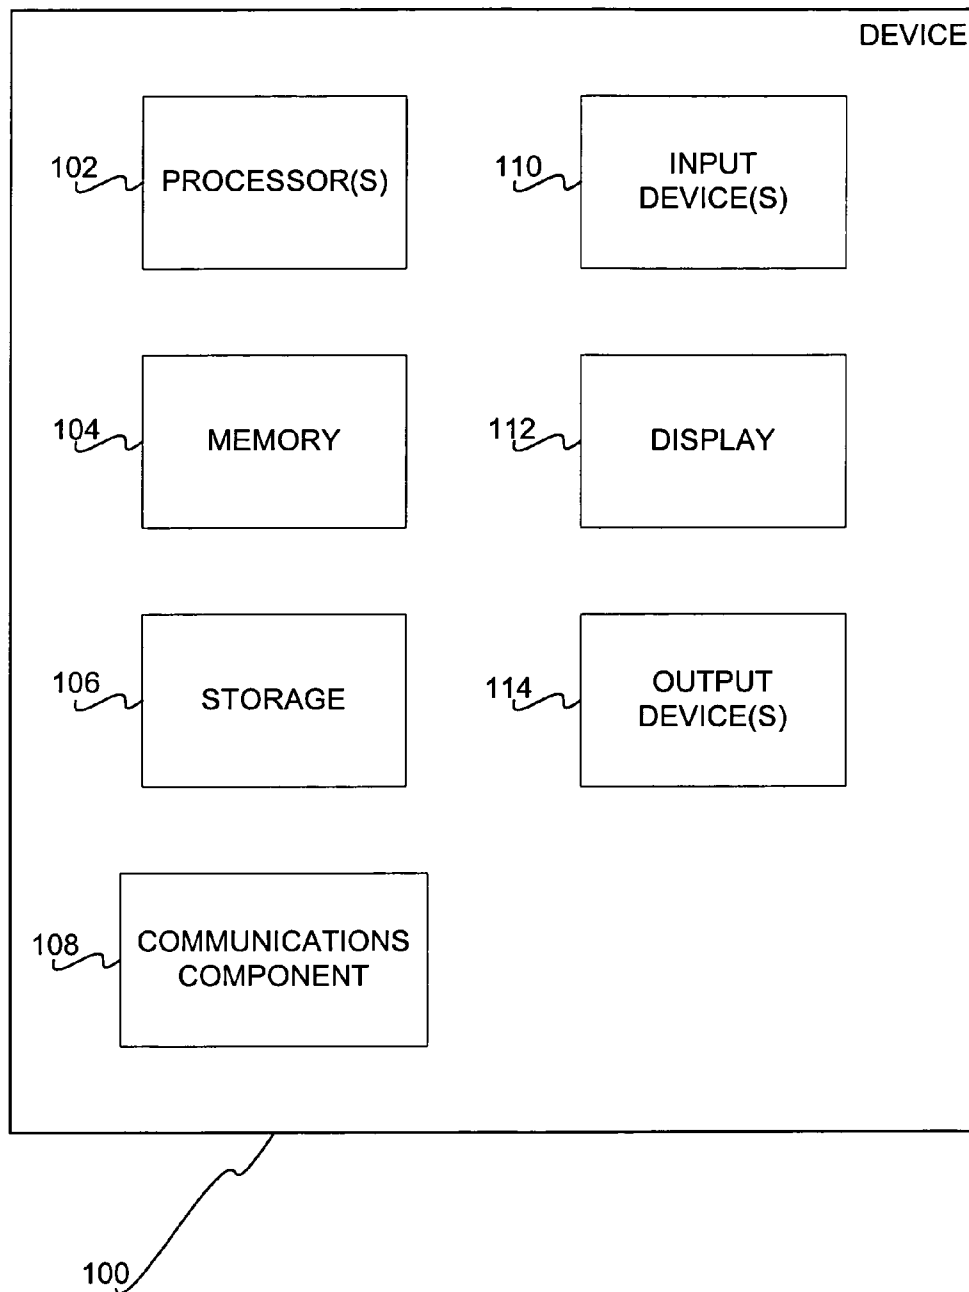 DEVICE
102
PROCESSOR(S)
110
INPUT
DEVICE(S)
104
MEMORY
112
DISPLAY
106
STORAGE
114
OUTPUT
DEVICE(S)
108
COMMUNICATIONS
COMPONENT
100